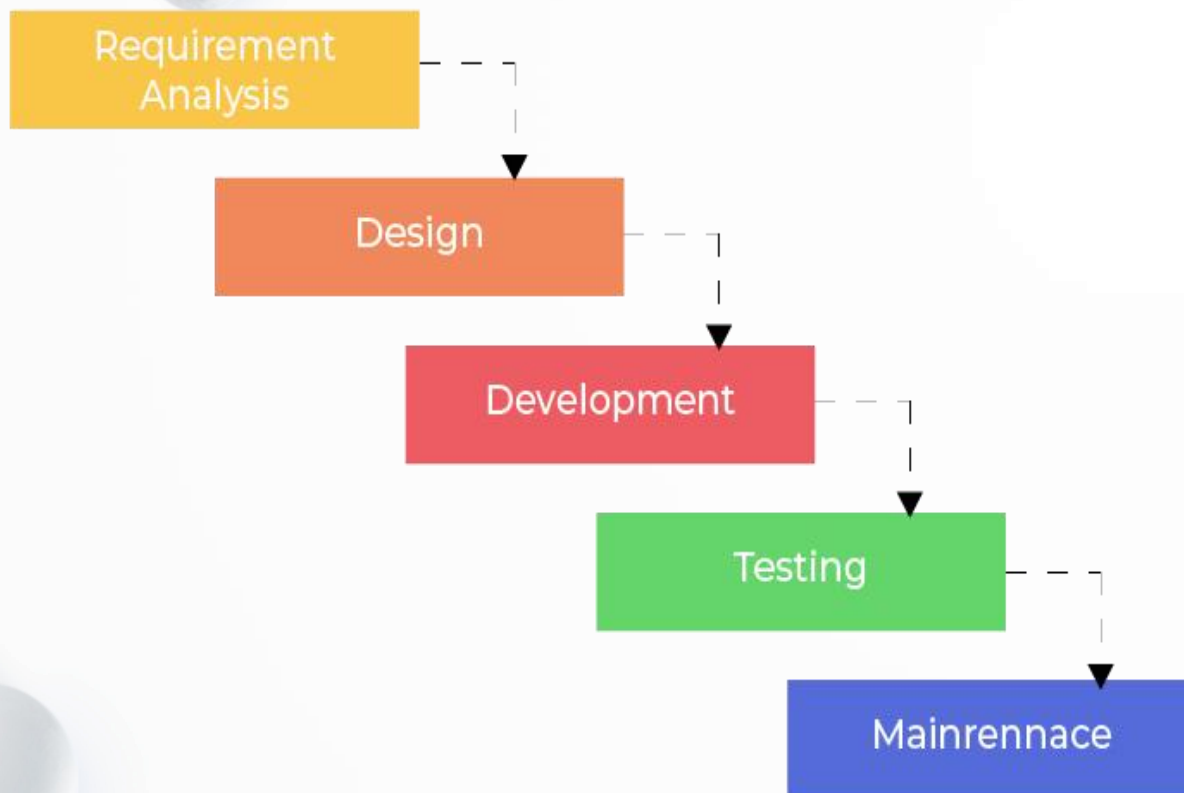 Requirement
Analysis
Design
Development
Testing
Mainrennace